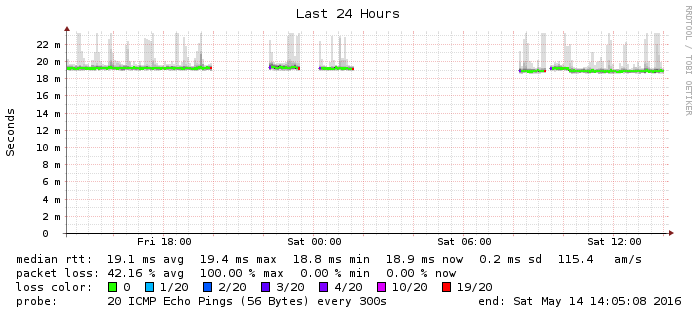 Last 24 Hours
RRDTOOL / TOBI OETIKER
Seconds
22 m
20 m
18 m
16 m
14 m
12 m
10 m
8 m
6 m
4 m
2 m
0
Fri 18:00 Sat 00:00 Sat 06:00 Sat 12:00
median rtt: 19.1 ms avg 19.4 ms max 18.8 ms min 18.9 ms now 0.2 ms sd 115.4 am/s
packet loss: 42.16 % avg 100.00 % max 0.00 % min 0.00 % now
loss color: 0 1/20 2/20 3/20 4/20 10/20 19/20
probe: 20 ICMP Echo Pings (56 Bytes) every 300s end: Sat May 14 14:05:08 2016